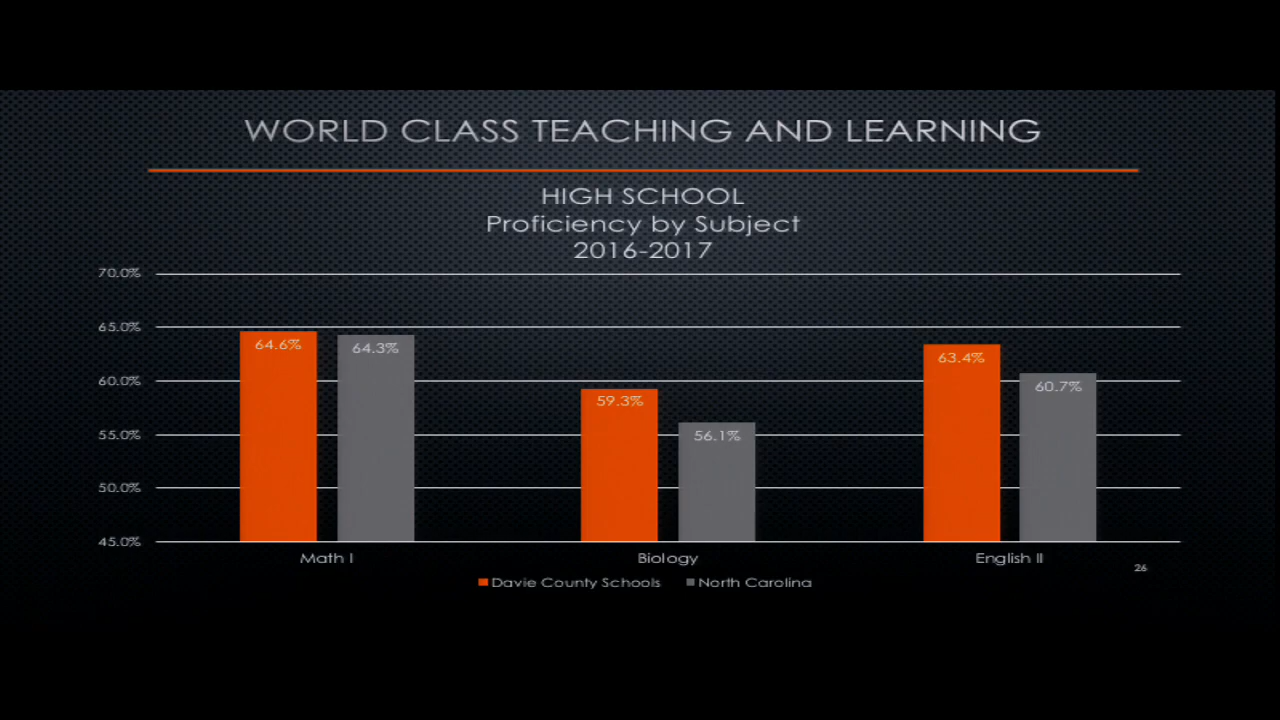 WORLD CLASS TEACHING AND LEARNING
HIGH SCHOOL
Proficiency by Subject
2016-2017
70.0%
65.0%
60.0%
55.0%
50.0%
45.0%
64.6%
64.3%
59.3%
56.1%
63.4%
60.7%
Math I
Biology
English II
26
Davie County Schools
North Carolina